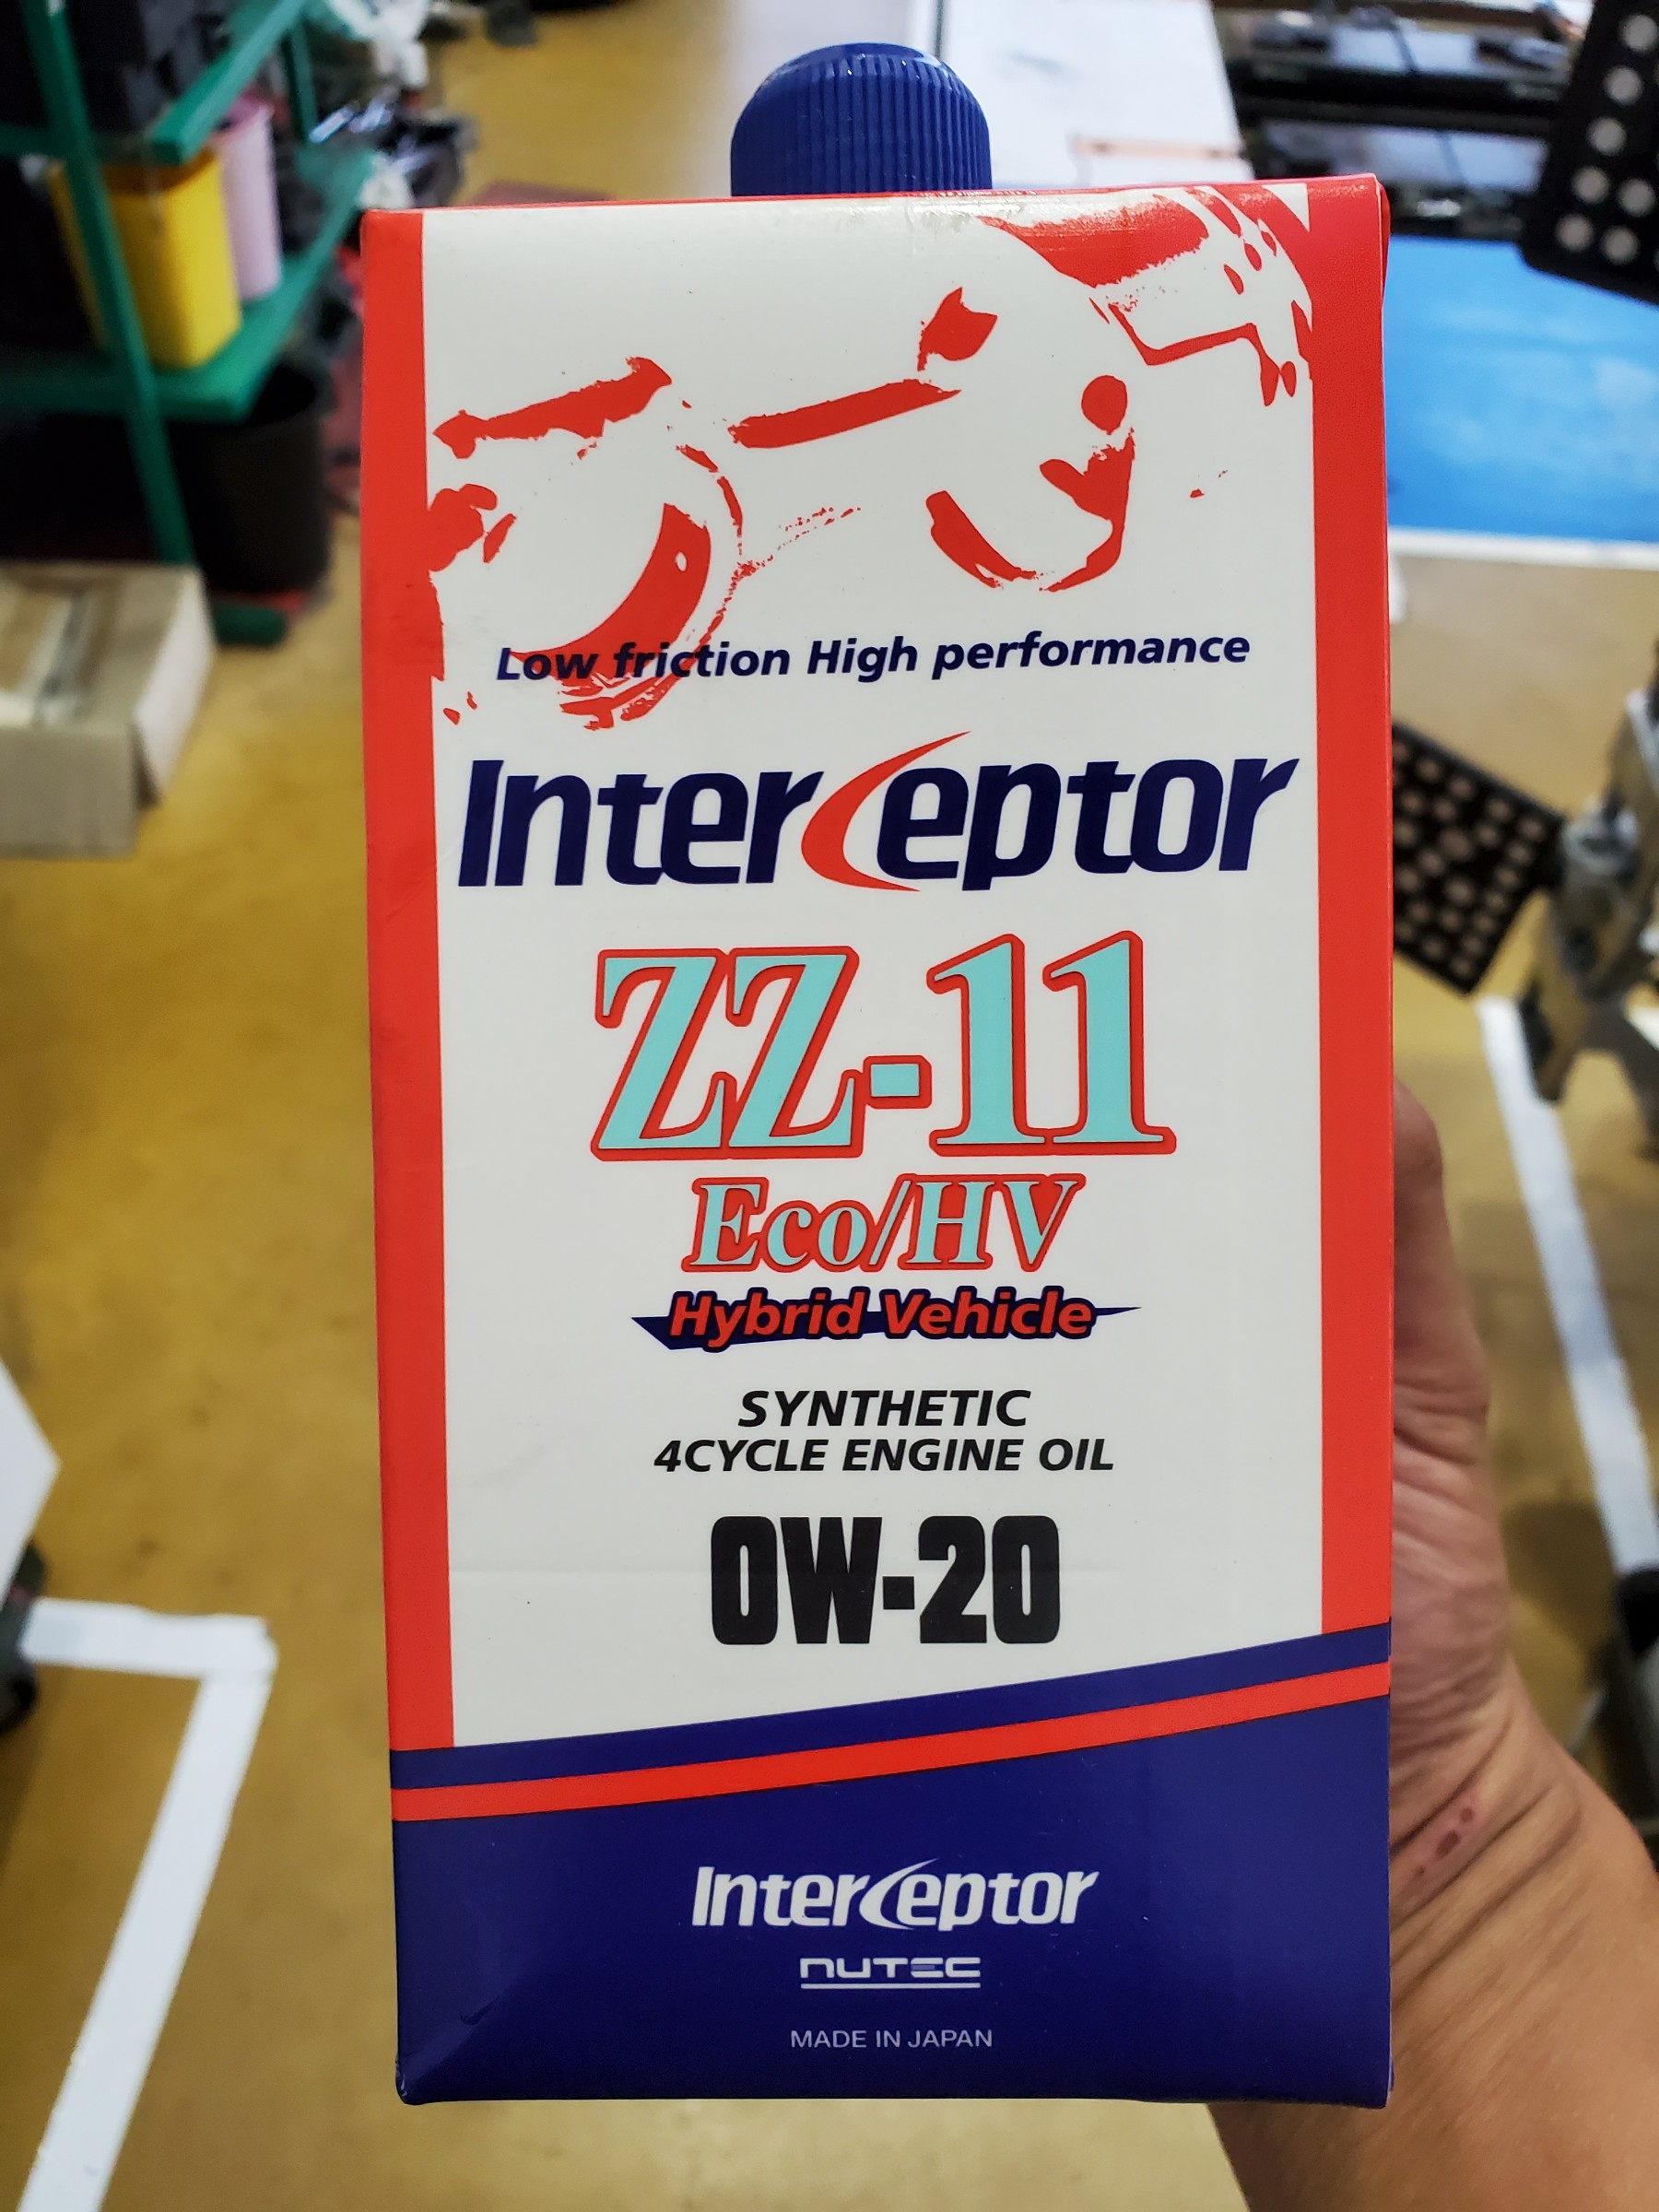 Low friction High performance
Interceptor
ZZ-11
Eco/HV
Hybrid Vehicle
SYNTHETIC
4CYCLE ENGINE OIL
0W-20
Interceptor
NUTEC
MADE IN JAPAN